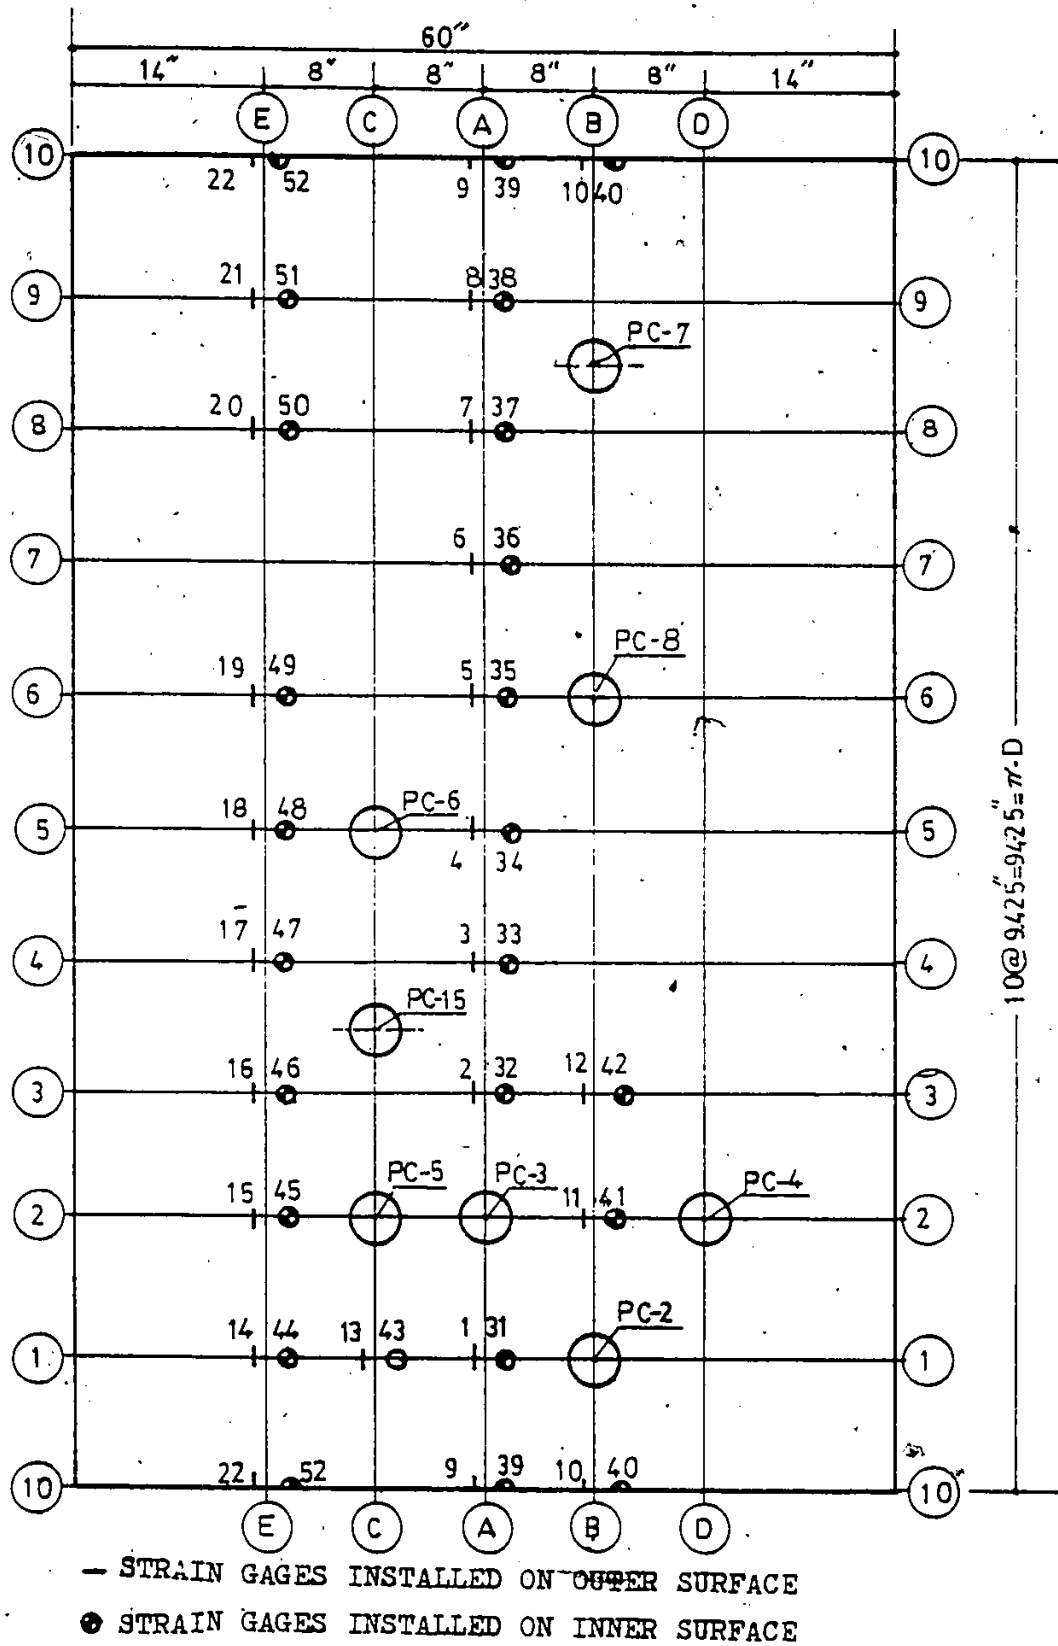 60"
14" 8" 8" 8" 8" 14"
E C A B D
10 10
22 52 9 39 10 40
21 51 8 38
9 9
PC-7
20 50 7 37
8 8
6 36
7 7
PC-8
19 49 5 35
6 6
PC-6
18 48
5 5
4 34
10@9.425"=94.25"=π·D
17 47 3 33
4 4
PC-15
16 46 2 32 12 42
3 3
PC-5 PC-3 PC-4
15 45 11 41
2 2
PC-2
14 44 13 43 1 31
1 1
22 52 9 39 10 40
10 10
E C A B D
STRAIN GAGES INSTALLED ON OUTER SURFACE
STRAIN GAGES INSTALLED ON INNER SURFACE